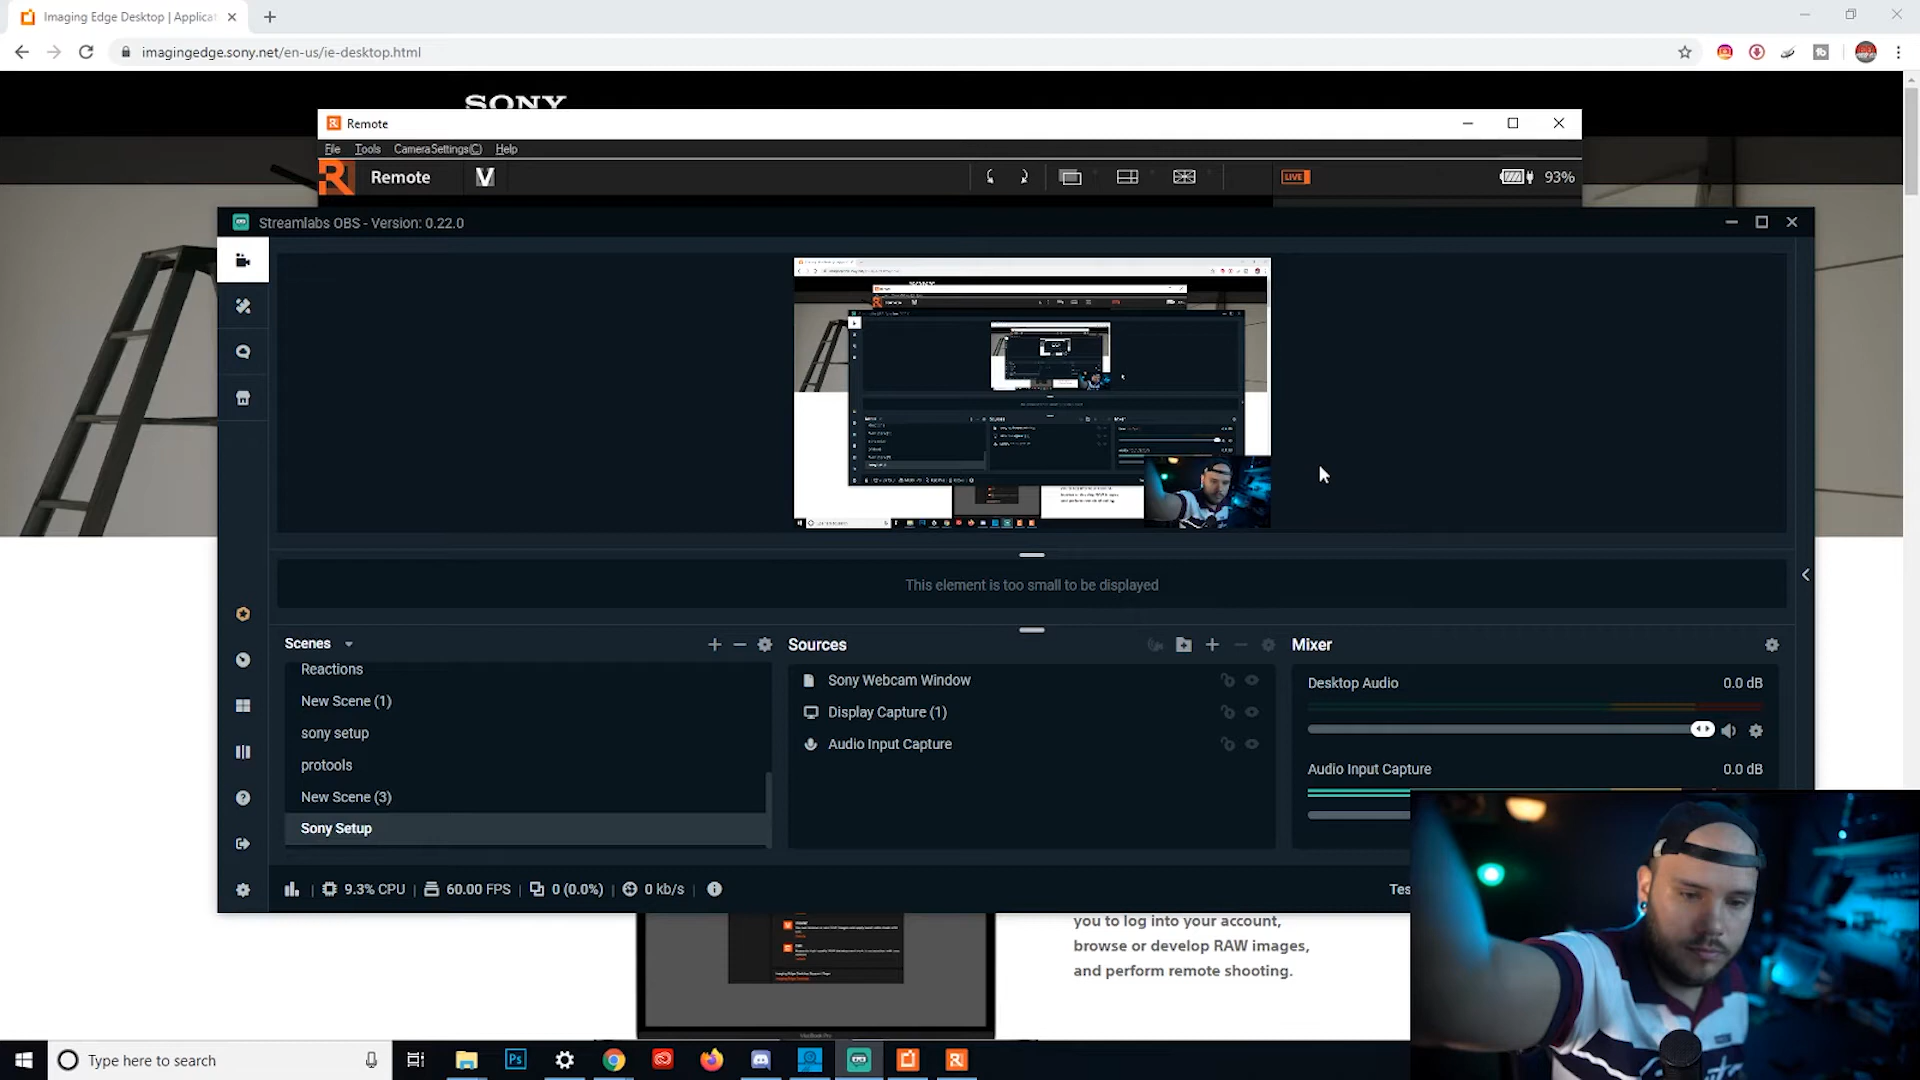 Imaging Edge Desktop | Applicat
imagingedge.sony.net/en-us/ie-desktop.html
SONY
Remote
File Tools CameraSettings(C) Help
Remote V LIVE 93%
Streamlabs OBS - Version: 0.22.0
This element is too small to be displayed
Scenes
Reactions
New Scene (1)
sony setup
protools
New Scene (3)
Sony Setup
Sources
Sony Webcam Window
Display Capture (1)
Audio Input Capture
Mixer
Desktop Audio 0.0 dB
Audio Input Capture 0.0 dB
9.3% CPU 60.00 FPS 0 (0.0%) 0 kb/s Tes
you to log into your account,
browse or develop RAW images,
and perform remote shooting.
Type here to search